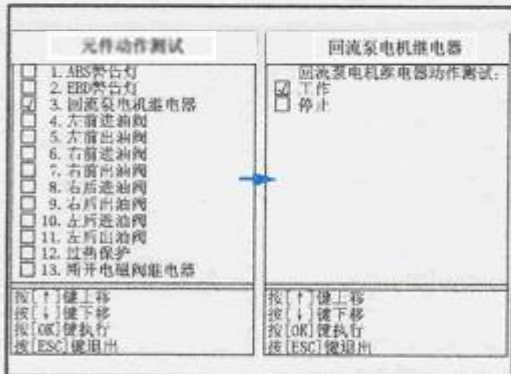 元件动作测试
1. ABS警告灯
2. EBD警告灯
3. 回流泵电机继电器
4. 左前进油阀
5. 左前出油阀
6. 右前进油阀
7. 右前出油阀
8. 右后进油阀
9. 右后出油阀
10. 左后进油阀
11. 左后出油阀
12. 过热保护
13. 断开电磁阀继电器
按[↑]键上移
按[↓]键下移
按[OK]键执行
按[ESC]键退出
回流泵电机继电器
回流泵电机继电器动作测试:
工作
停止
按[↑]键上移
按[↓]键下移
按[OK]键执行
按[ESC]键退出